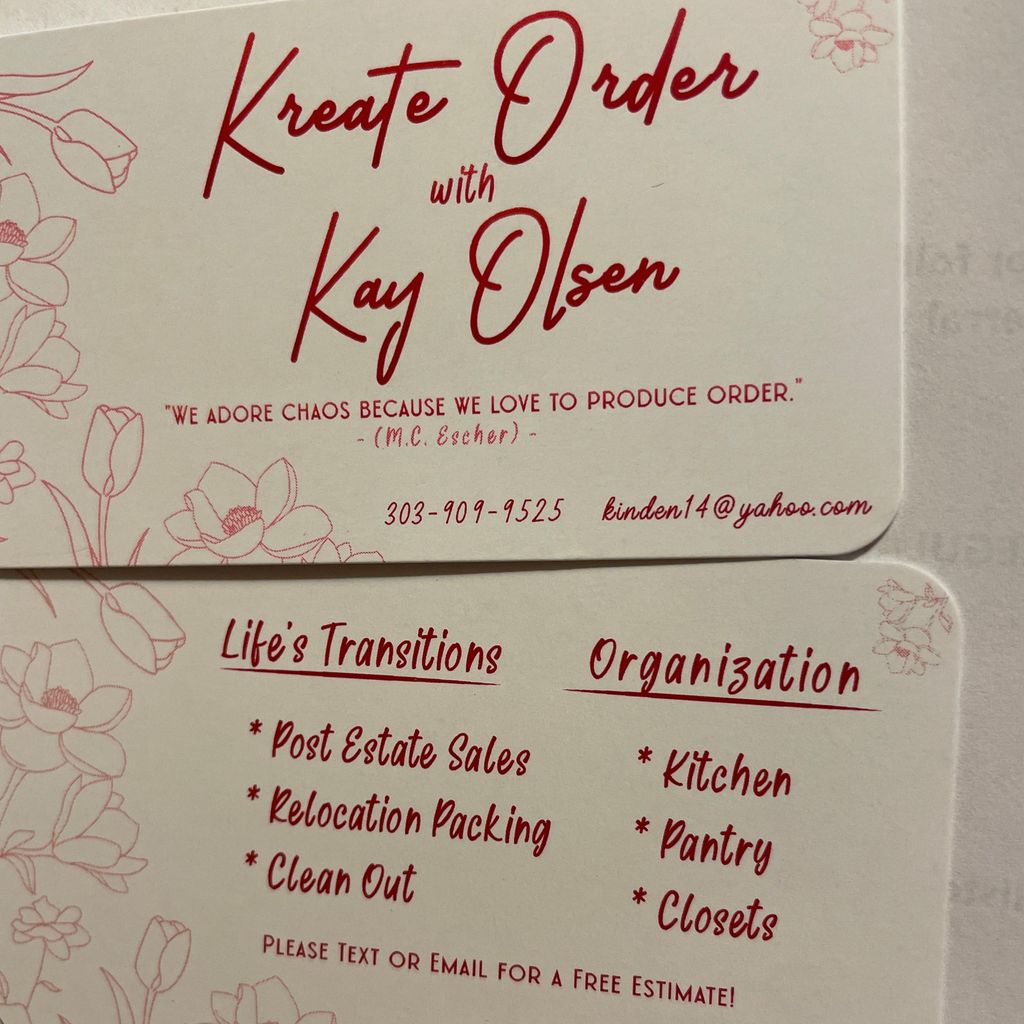 Kreate Order
with
Kay Olsen
"WE ADORE CHAOS BECAUSE WE LOVE TO PRODUCE ORDER."
- (M.C. Escher) -
303-909-9525 kinden14@yahoo.com
Life's Transitions
* Post Estate Sales
* Relocation Packing
* Clean Out
Organization
* Kitchen
* Pantry
* Closets
PLEASE TEXT OR EMAIL FOR A FREE ESTIMATE!